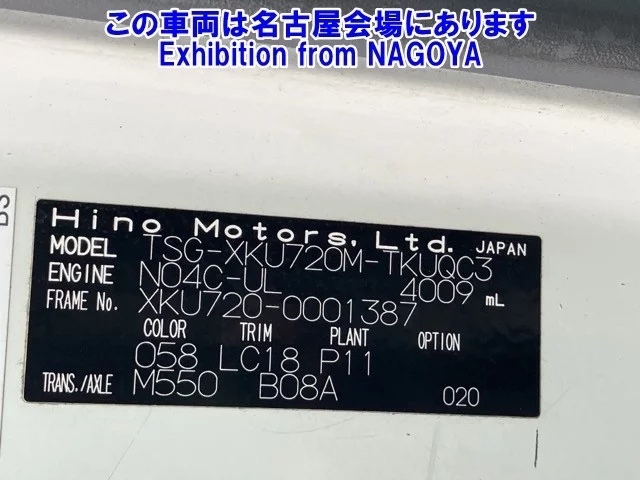 この車両は名古屋会場にあります
Exhibition from NAGOYA
Hino Motors, Ltd. JAPAN
MODEL TSG-XKU720M-TKUQC3
ENGINE N04C-UL 4009 mL
FRAME No. XKU720-0001387
COLOR TRIM PLANT OPTION
058 LC18 P11
TRANS./AXLE M550 B08A 020